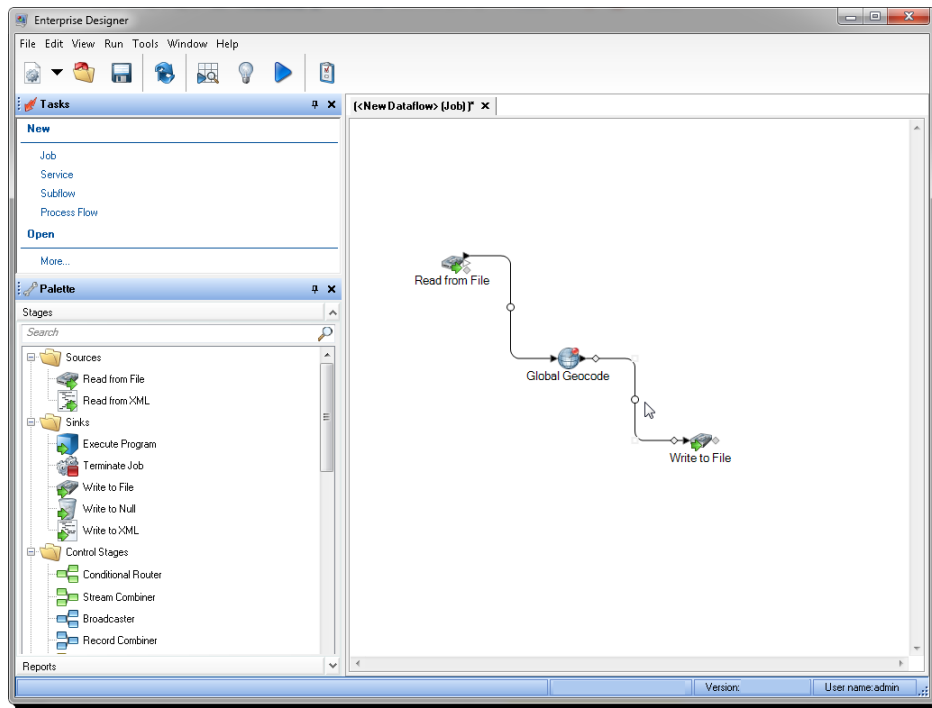 Enterprise Designer
File Edit View Run Tools Window Help
Tasks
New
Job
Service
Subflow
Process Flow
Open
More...
Palette
Stages
Search
Sources
Read from File
Read from XML
Sinks
Execute Program
Terminate Job
Write to File
Write to Null
Write to XML
Control Stages
Conditional Router
Stream Combiner
Broadcaster
Record Combiner
Reports
(<New Dataflow> (Job) )*
Read from File
Global Geocode
Write to File
Version:
User name:admin